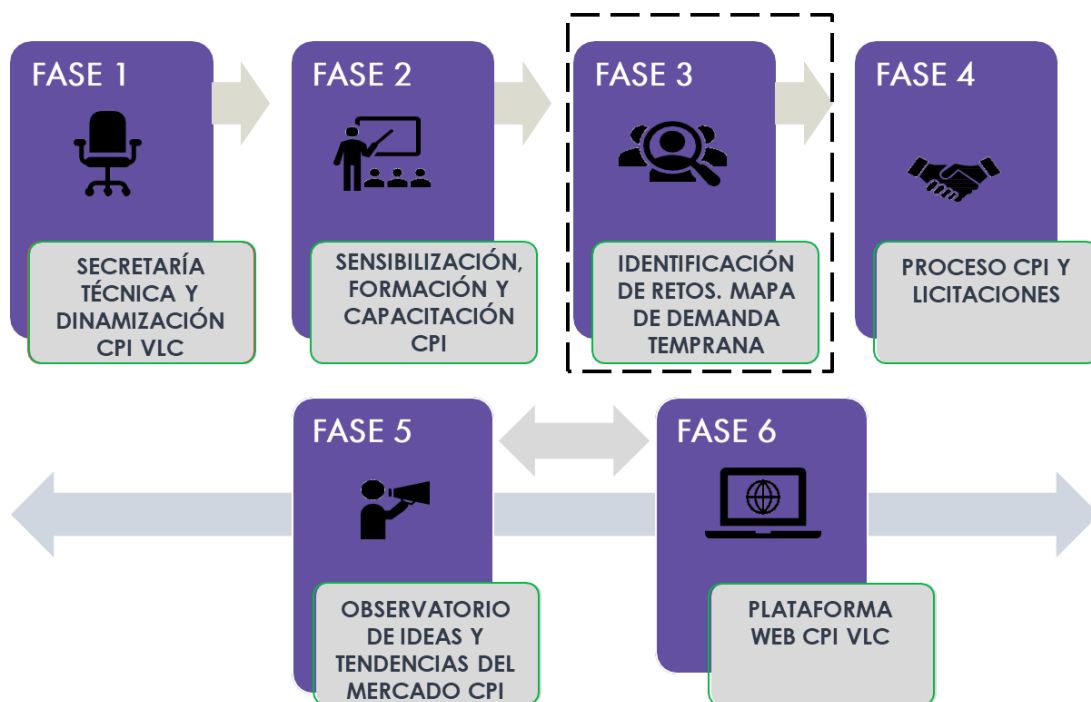 FASE 1
SECRETARÍA
TÉCNICA Y
DINAMIZACIÓN
CPI VLC
FASE 2
SENSIBILIZACIÓN,
FORMACIÓN Y
CAPACITACIÓN
CPI
FASE 3
IDENTIFICACIÓN
DE RETOS. MAPA
DE DEMANDA
TEMPRANA
FASE 4
PROCESO CPI Y
LICITACIONES
FASE 5
OBSERVATORIO
DE IDEAS Y
TENDENCIAS DEL
MERCADO CPI
FASE 6
PLATAFORMA
WEB CPI VLC